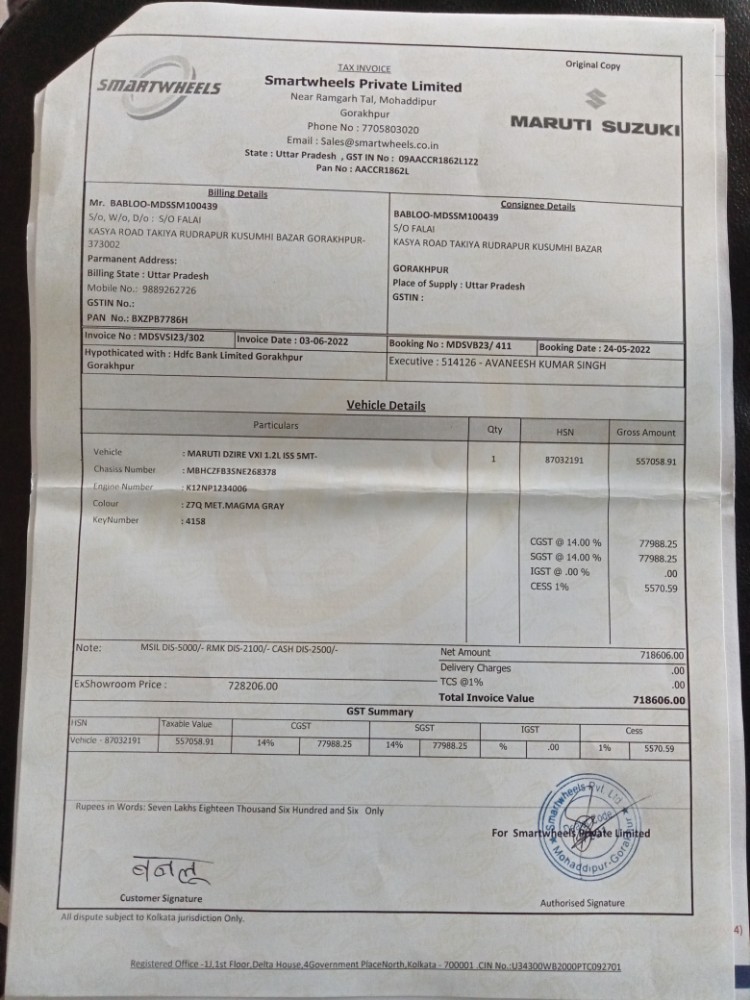 TAX INVOICE
Original Copy
SMARTWHEELS
Smartwheels Private Limited
Near Ramgarh Tal, Mohaddipur
Gorakhpur
Phone No : 7705803020
Email : Sales@smartwheels.co.in
State : Uttar Pradesh , GST IN No : 09AACCR1862L1Z2
Pan No : AACCR1862L
MARUTI SUZUKI
Billing Details
Mr. BABLOO-MDSSM100439
S/o, W/o, D/o : S/O FALAI
KASYA ROAD TAKIYA RUDRAPUR KUSUMHI BAZAR GORAKHPUR-
373002
Parmanent Address:
Billing State : Uttar Pradesh
Mobile No.: 9889262726
GSTIN No.:
PAN No.: BXZPB7786H
Consignee Details
BABLOO-MDSSM100439
S/O FALAI
KASYA ROAD TAKIYA RUDRAPUR KUSUMHI BAZAR
GORAKHPUR
Place of Supply : Uttar Pradesh
GSTIN :
Invoice No : MDSVSI23/302 Invoice Date : 03-06-2022 Booking No : MDSVB23/ 411 Booking Date : 24-05-2022
Hypothicated with : Hdfc Bank Limited Gorakhpur
Gorakhpur
Executive : 514126 - AVANEESH KUMAR SINGH
Vehicle Details
Particulars Qty HSN Gross Amount
Vehicle : MARUTI DZIRE VXI 1.2L ISS 5MT- 1 87032191 557058.91
Chasiss Number : MBHCZFB3SNE268378
Engine Number : K12NP1234006
Colour : Z7Q MET.MAGMA GRAY
KeyNumber : 4158
CGST @ 14.00 % 77988.25
SGST @ 14.00 % 77988.25
IGST @ .00 % .00
CESS 1% 5570.59
Note: MSIL DIS-5000/- RMK DIS-2100/- CASH DIS-2500/-
Net Amount 718606.00
Delivery Charges .00
ExShowroom Price : 728206.00
TCS @1% .00
Total Invoice Value 718606.00
GST Summary
HSN Taxable Value CGST SGST IGST Cess
Vehicle - 87032191 557058.91 14% 77988.25 14% 77988.25 % .00 1% 5570.59
Rupees in Words: Seven Lakhs Eighteen Thousand Six Hundred and Six Only
For Smartwheels Private Limited
Smartwheels Pvt. Ltd.
Code
Mohaddipur-Gora
बबलू
Customer Signature
Authorised Signature
All dispute subject to Kolkata jurisdiction Only.
4)
Registered Office -1J,1st Floor,Delta House,4Government PlaceNorth,Kolkata - 700001 .CIN No.:U34300WB2000PTC092701